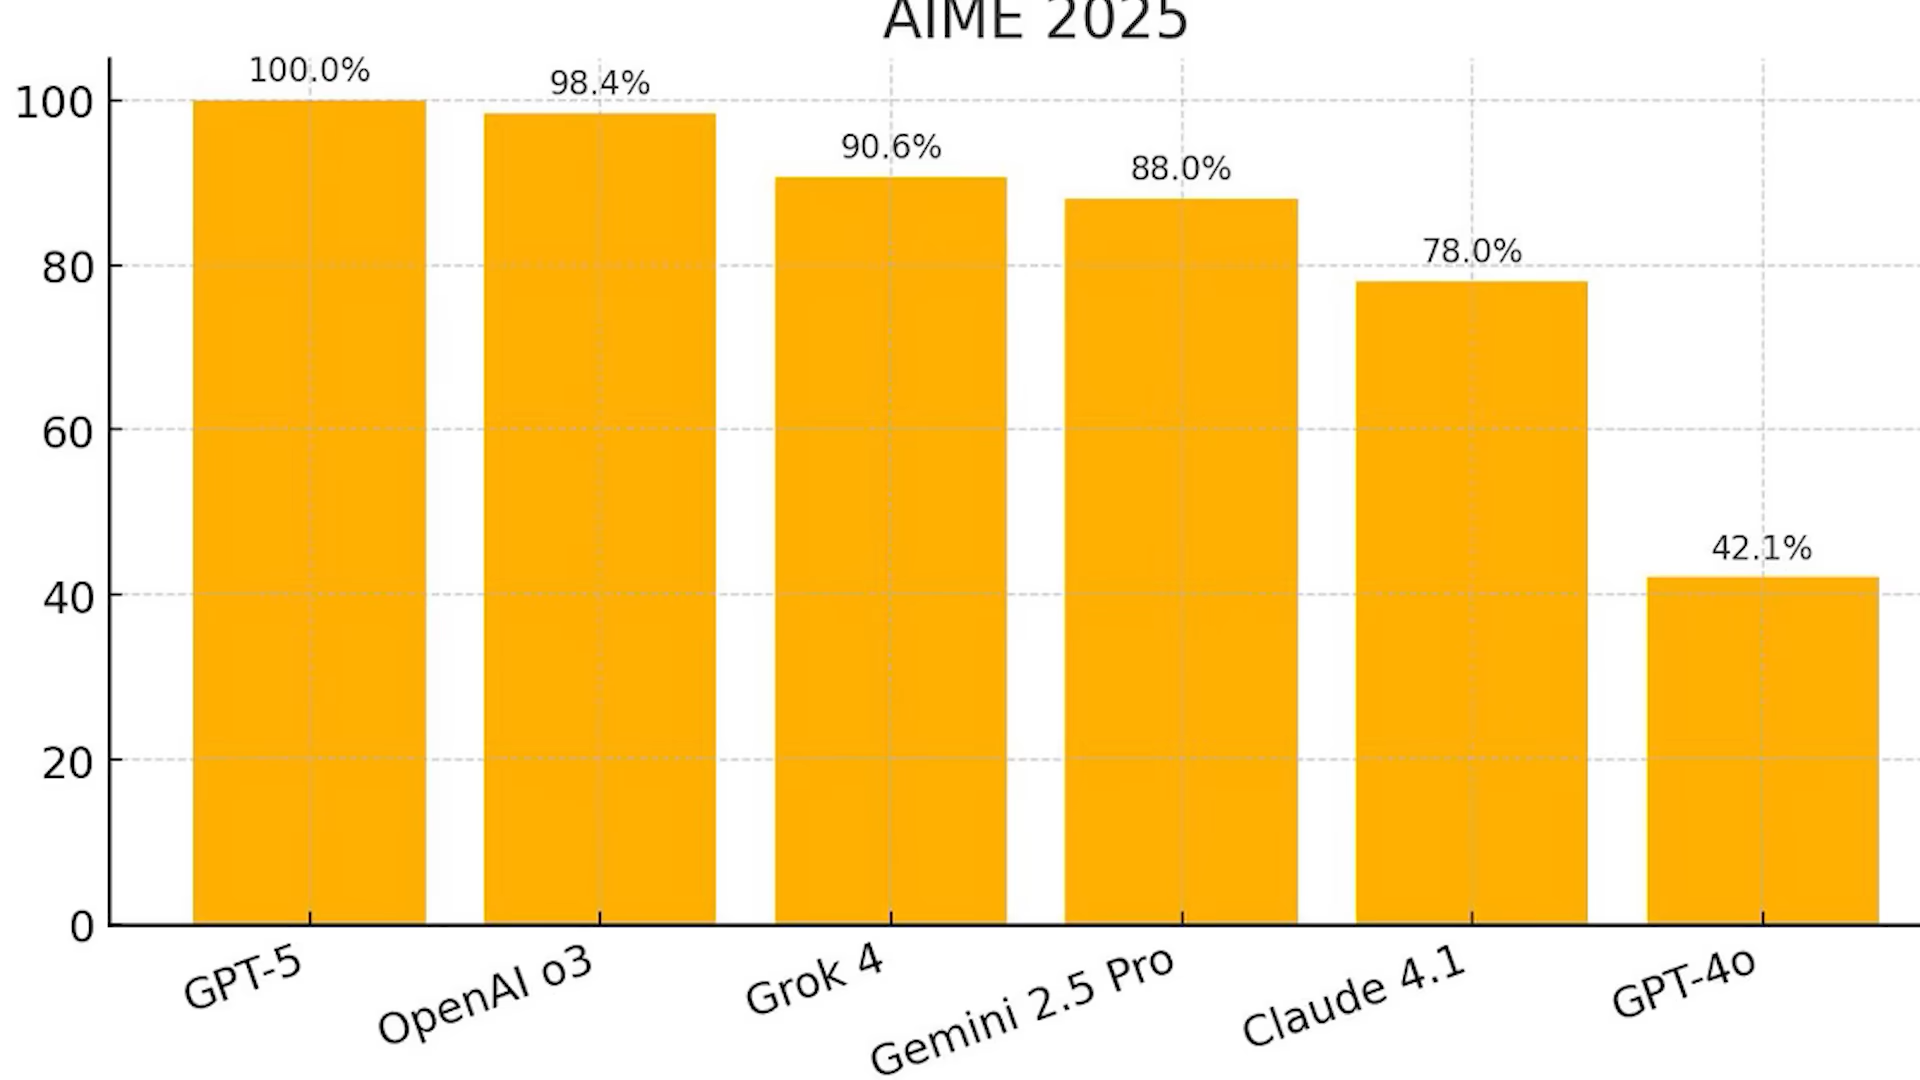 AIME 2025
100.0%
98.4%
90.6%
88.0%
78.0%
42.1%
100
80
60
40
20
0
GPT-5
OpenAI o3
Grok 4
Gemini 2.5 Pro
Claude 4.1
GPT-4o